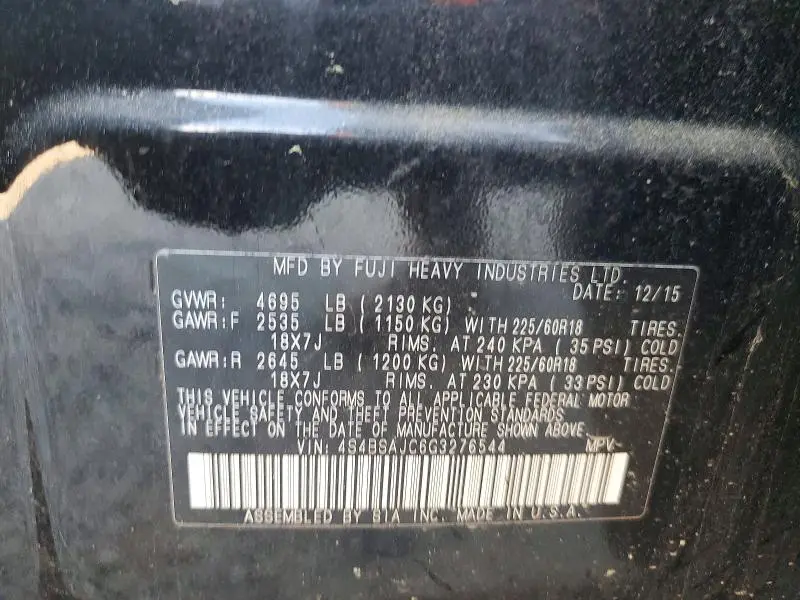 MFD BY FUJI HEAVY INDUSTRIES LTD.
DATE: 12/15
GVWR: 4695 LB ( 2130 KG)
GAWR:F 2535 LB ( 1150 KG) WITH 225/60R18 TIRES.
18X7J RIMS. AT 240 KPA ( 35 PSI) COLD
GAWR:R 2645 LB ( 1200 KG) WITH 225/60R18 TIRES.
18X7J RIMS. AT 230 KPA ( 33 PSI) COLD
THIS VEHICLE CONFORMS TO ALL APPLICABLE FEDERAL MOTOR
VEHICLE SAFETY AND THEFT PREVENTION STANDARDS
IN EFFECT ON THE DATE OF MANUFACTURE SHOWN ABOVE.
VIN: 4S4BSAJC6G3276544 MPV
ASSEMBLED BY SIA INC. MADE IN U.S.A.